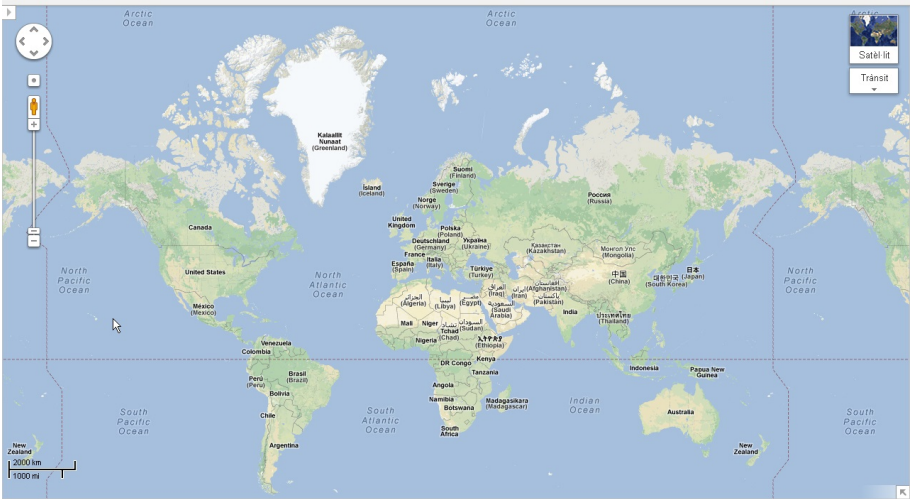 Arctic
Ocean
Arctic
Ocean
Arctic
Satèl·lit
Trànsit
Kalaallit
Nunaat
(Greenland)
Ísland
(Iceland)
Suomi
(Finland)
Sverige
(Sweden)
Norge
(Norway)
Россия
(Russia)
United
Kingdom
Polska
(Poland)
Deutschland
(Germany)
Україна
(Ukraine)
France
Italia
(Italy)
España
(Spain)
Türkiye
(Turkey)
Қазақстан
(Kazakhstan)
Монгол Улс
(Mongolia)
中国
(China)
대한민국
(South Korea)
日本
(Japan)
Canada
United States
México
(Mexico)
North
Pacific
Ocean
North
Atlantic
Ocean
North
Pacific
Ocean
الجزائر
(Algeria)
ليبيا
(Libya)
مصر
(Egypt)
العراق
(Iraq)
ایران
(Iran)
افغانستان
(Afghanistan)
پاکستان
(Pakistan)
السعودية
(Saudi
Arabia)
India
ประเทศไทย
(Thailand)
Mali
Niger
تشاد
Tchad
(Chad)
السودان
(Sudan)
Nigeria
ኢትዮጵያ
(Ethiopia)
DR Congo
Kenya
Tanzania
Angola
Namibia
Botswana
Madagasikara
(Madagascar)
South
Africa
Venezuela
Colombia
Perú
(Peru)
Brasil
(Brazil)
Bolivia
Chile
Argentina
Indonesia
Papua New
Guinea
Australia
New
Zealand
New
Zealand
South
Pacific
Ocean
South
Atlantic
Ocean
Indian
Ocean
South
Pacific
Ocean
2000 km
1000 mi